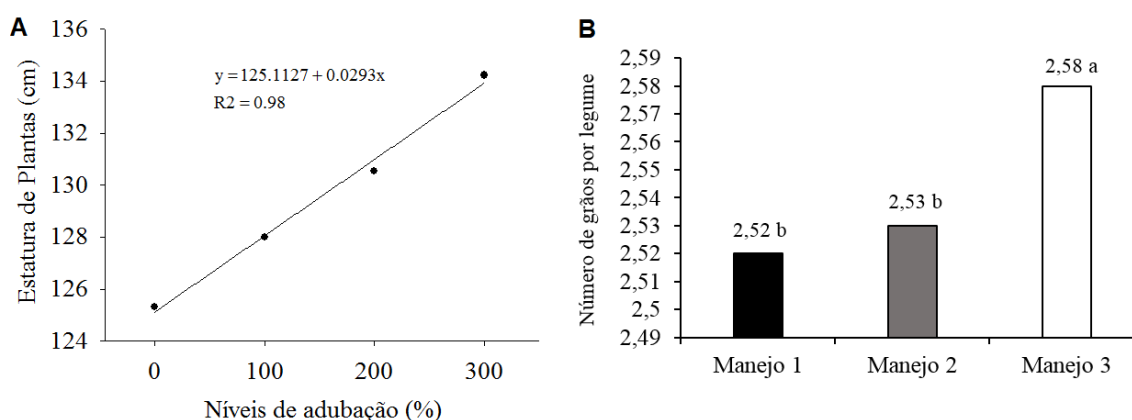 A
136
134
132
130
128
126
124
Estatura de Plantas (cm)
y = 125.1127 + 0.0293x
R2 = 0.98
0 100 200 300
Níveis de adubação (%)
B
2,59
2,58
2,57
2,56
2,55
2,54
2,53
2,52
2,51
2,5
2,49
Número de grãos por legume
2,52 b
2,53 b
2,58 a
Manejo 1 Manejo 2 Manejo 3